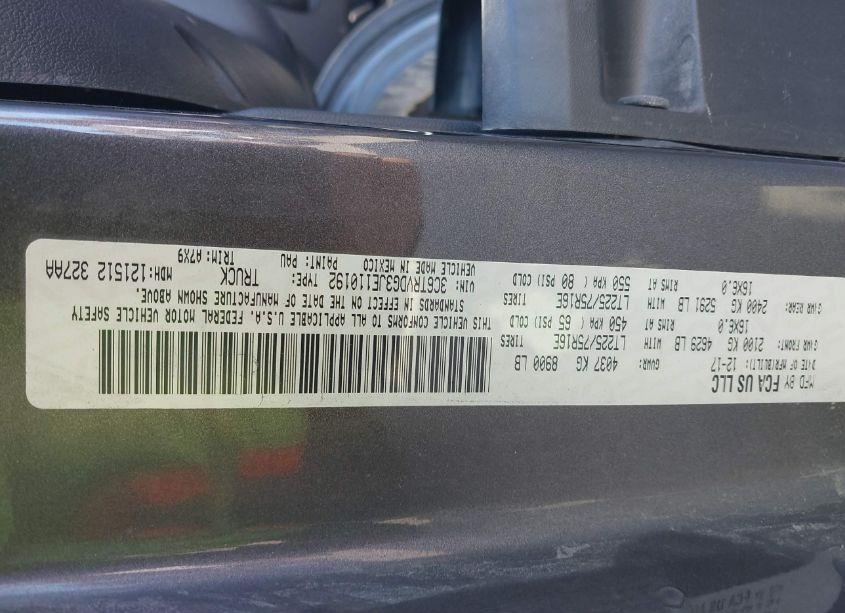 MFD BY FCA US LLC
DATE OF MFR(BUILT): 12-17 GVWR: 4037 KG 8900 LB
GAWR FRONT: WITH TIRES RIMS AT
2100 KG 4629 LB LT225/75R16E 16X6.0 450 KPA ( 65 PSI) COLD
GAWR REAR: WITH TIRES RIMS AT
2400 KG 5291 LB LT225/75R16E 16X6.0 550 KPA ( 80 PSI) COLD
THIS VEHICLE CONFORMS TO ALL APPLICABLE U.S.A. FEDERAL MOTOR VEHICLE SAFETY
STANDARDS IN EFFECT ON THE DATE OF MANUFACTURE SHOWN ABOVE.
VIN: 3C6TRVDG3JE110192 TYPE: TRUCK MDH:121512 327AA
VEHICLE MADE IN MEXICO PAINT: PAU TRIM:A7X9